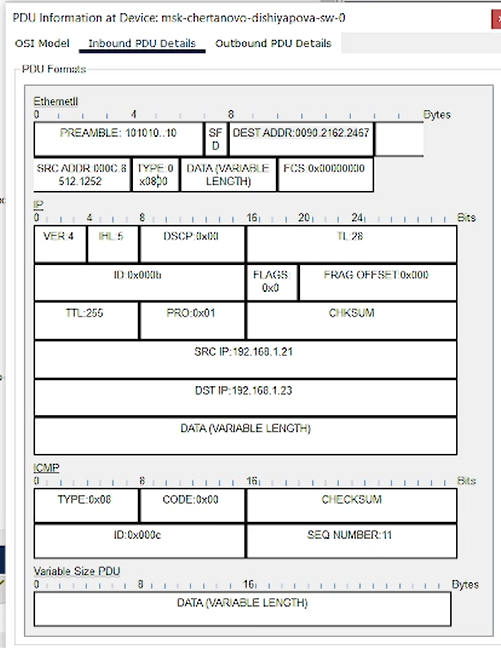 PDU Information at Device: msk-chertanovo-dishiyapova-sw-0
OSI Model Inbound PDU Details Outbound PDU Details
PDU Formats
EthernetII
0 4 8 Bytes
PREAMBLE: 101010..10 SF D DEST ADDR:0090.2162.2467
SRC ADDR:000C.8 512.1252 TYPE:0 x0800 DATA (VARIABLE LENGTH) FCS:0x00000000
IP
0 4 8 16 20 24 Bits
VER:4 IHL:5 DSCP:0x00 TL:28
ID:0x000b FLAGS: 0x0 FRAG OFFSET:0x000
TTL:255 PRO:0x01 CHKSUM
SRC IP:192.168.1.21
DST IP:192.168.1.23
DATA (VARIABLE LENGTH)
ICMP
0 8 16 Bits
TYPE:0x08 CODE:0x00 CHECKSUM
ID:0x000c SEQ NUMBER:11
Variable Size PDU
0 8 16 Bytes
DATA (VARIABLE LENGTH)